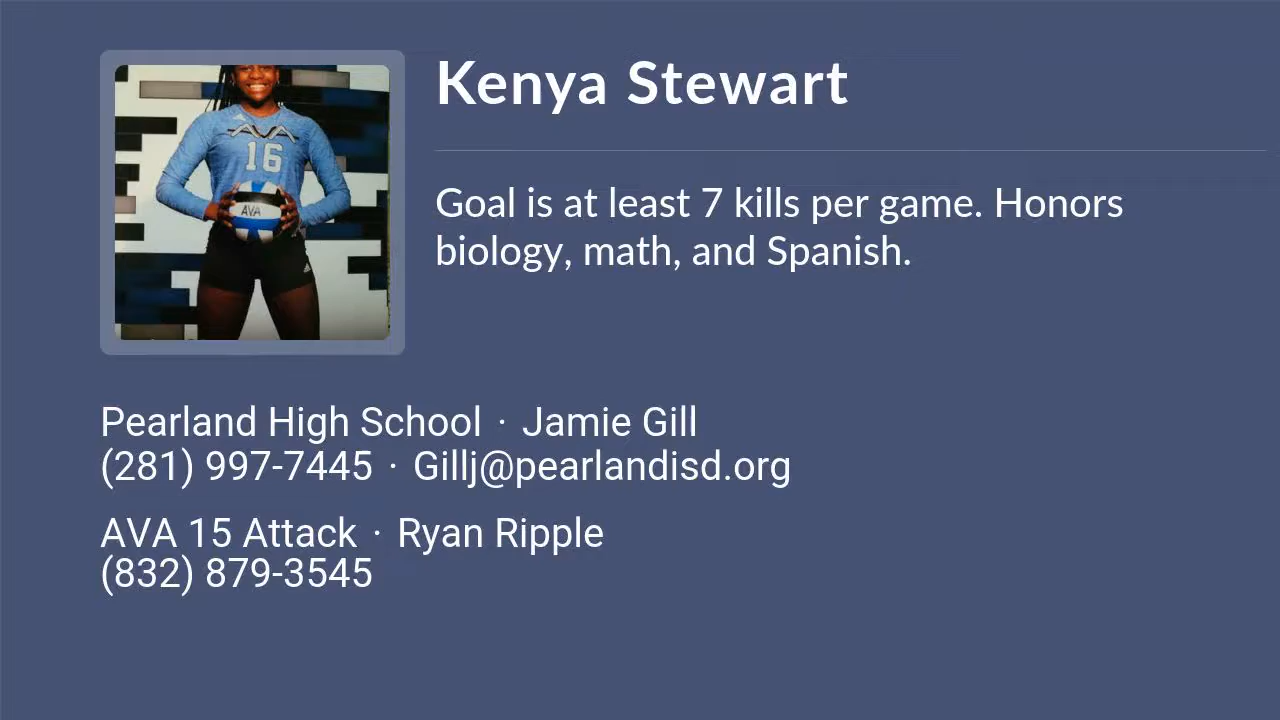 Kenya Stewart
Goal is at least 7 kills per game. Honors
biology, math, and Spanish.
AVA
16
AVA
Pearland High School · Jamie Gill
(281) 997-7445 · Gillj@pearlandisd.org
AVA 15 Attack · Ryan Ripple
(832) 879-3545